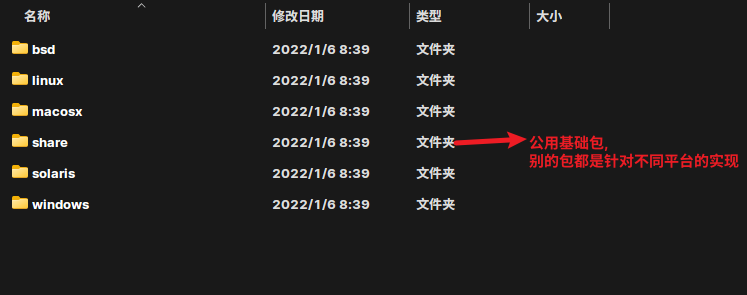 名称 修改日期 类型 大小
bsd 2022/1/6 8:39 文件夹
linux 2022/1/6 8:39 文件夹
macosx 2022/1/6 8:39 文件夹
share 2022/1/6 8:39 文件夹 公用基础包,
别的包都是针对不同平台的实现
solaris 2022/1/6 8:39 文件夹
windows 2022/1/6 8:39 文件夹